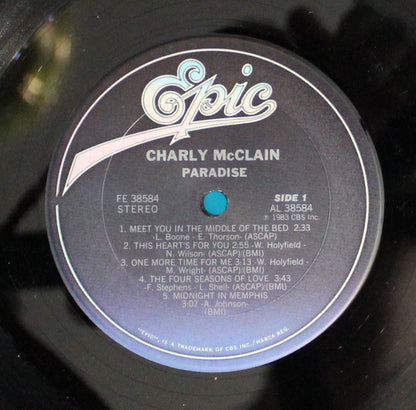 Epic
CHARLY McCLAIN
PARADISE
FE 38584
STEREO
SIDE 1
AL 38584
℗ 1983 CBS Inc.
1. MEET YOU IN THE MIDDLE OF THE BED 2:33
-L. Boone - E. Thorson- (ASCAP)
2. THIS HEART'S FOR YOU 2:55 -W. Holyfield -
N. Wilson- (ASCAP)(BMI)
3. ONE MORE TIME FOR ME 3:13 -W. Holyfield -
M. Wright- (ASCAP)(BMI)
4. THE FOUR SEASONS OF LOVE 3:43
-F. Stephens - L. Shell- (ASCAP)(BMI)
5. MIDNIGHT IN MEMPHIS
3:07 -A. Johnson-
(BMI)
"EPIC", IS A TRADEMARK OF CBS INC./MARCA REG.